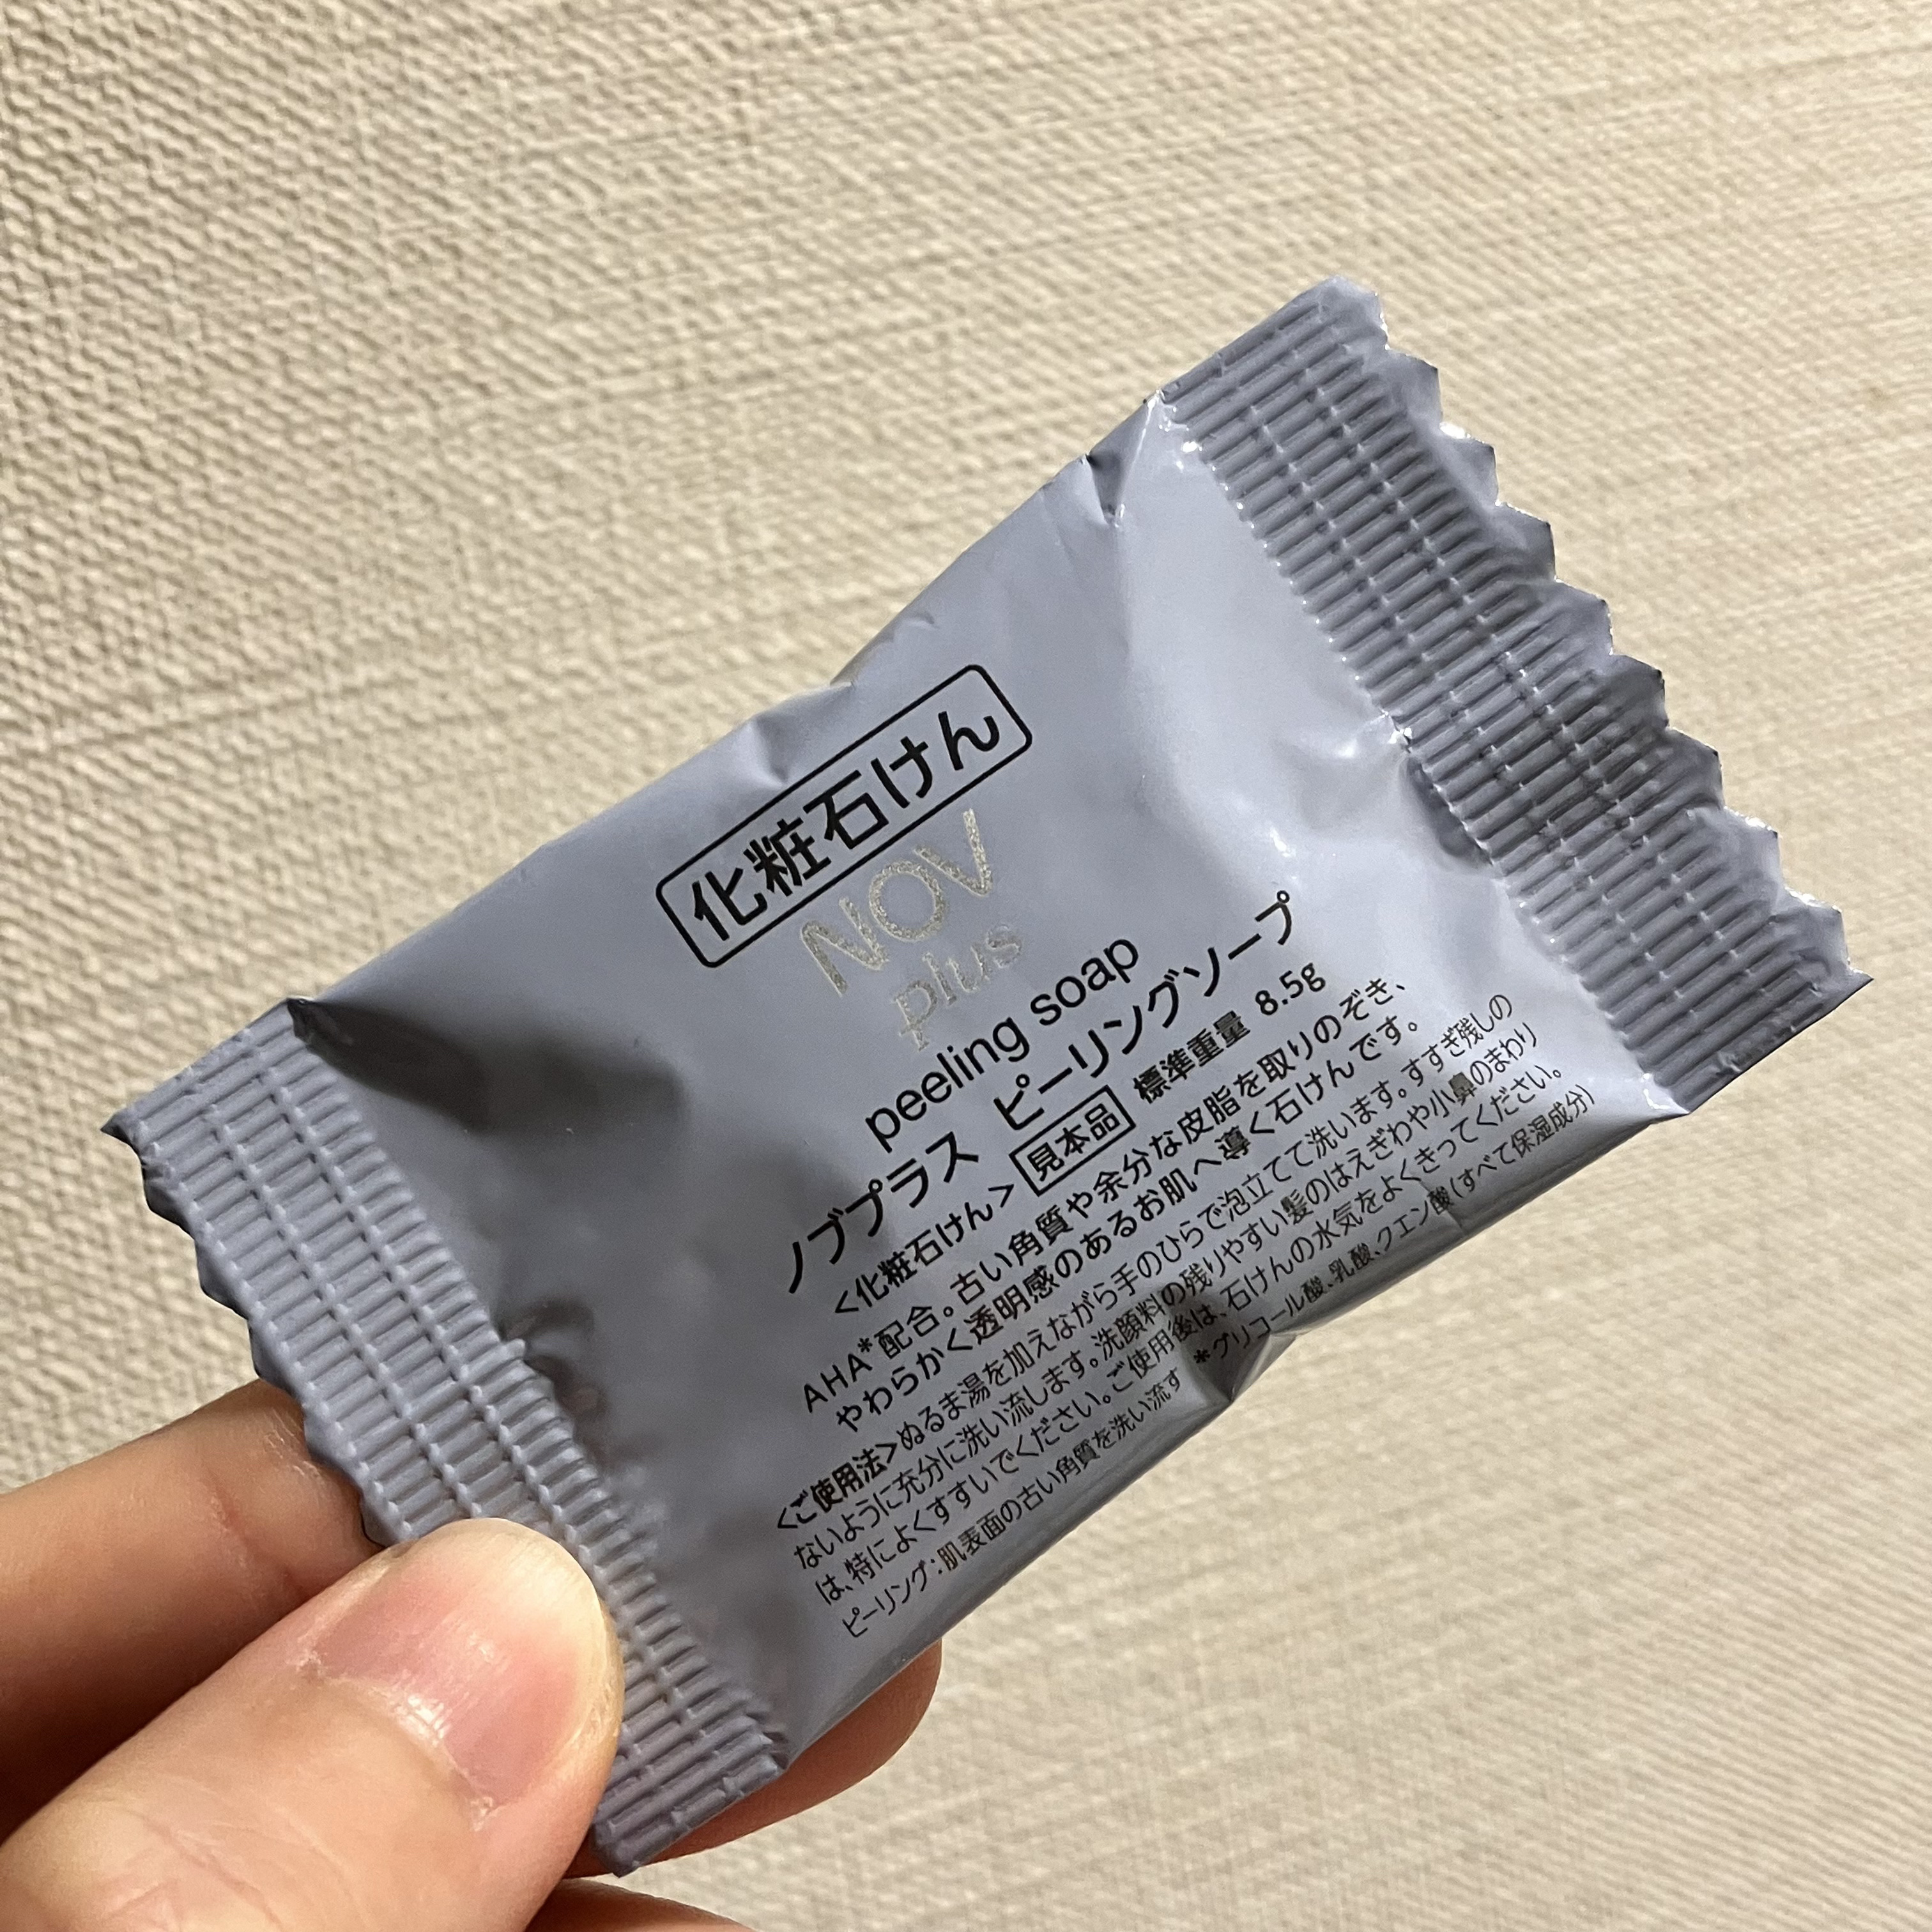 化粧石けん
NOV
plus
peeling soap
ノブプラス ピーリングソープ
<化粧石けん> 見本品 標準重量 8.5g
AHA*配合。古い角質や余分な皮脂を取りのぞき、
やわらかく透明感のあるお肌へ導く石けんです。
<ご使用法>ぬるま湯を加えながら手のひらで泡立てて洗います。すすぎ残しの
ないように充分に洗い流します。洗顔料の残りやすい髪のはえぎわや小鼻のまわり
は、特によくすすいでください。ご使用後は、石けんの水気をよくきってください。
ピーリング：肌表面の古い角質を洗い流す *グリコール酸、乳酸、クエン酸(すべて保湿成分)